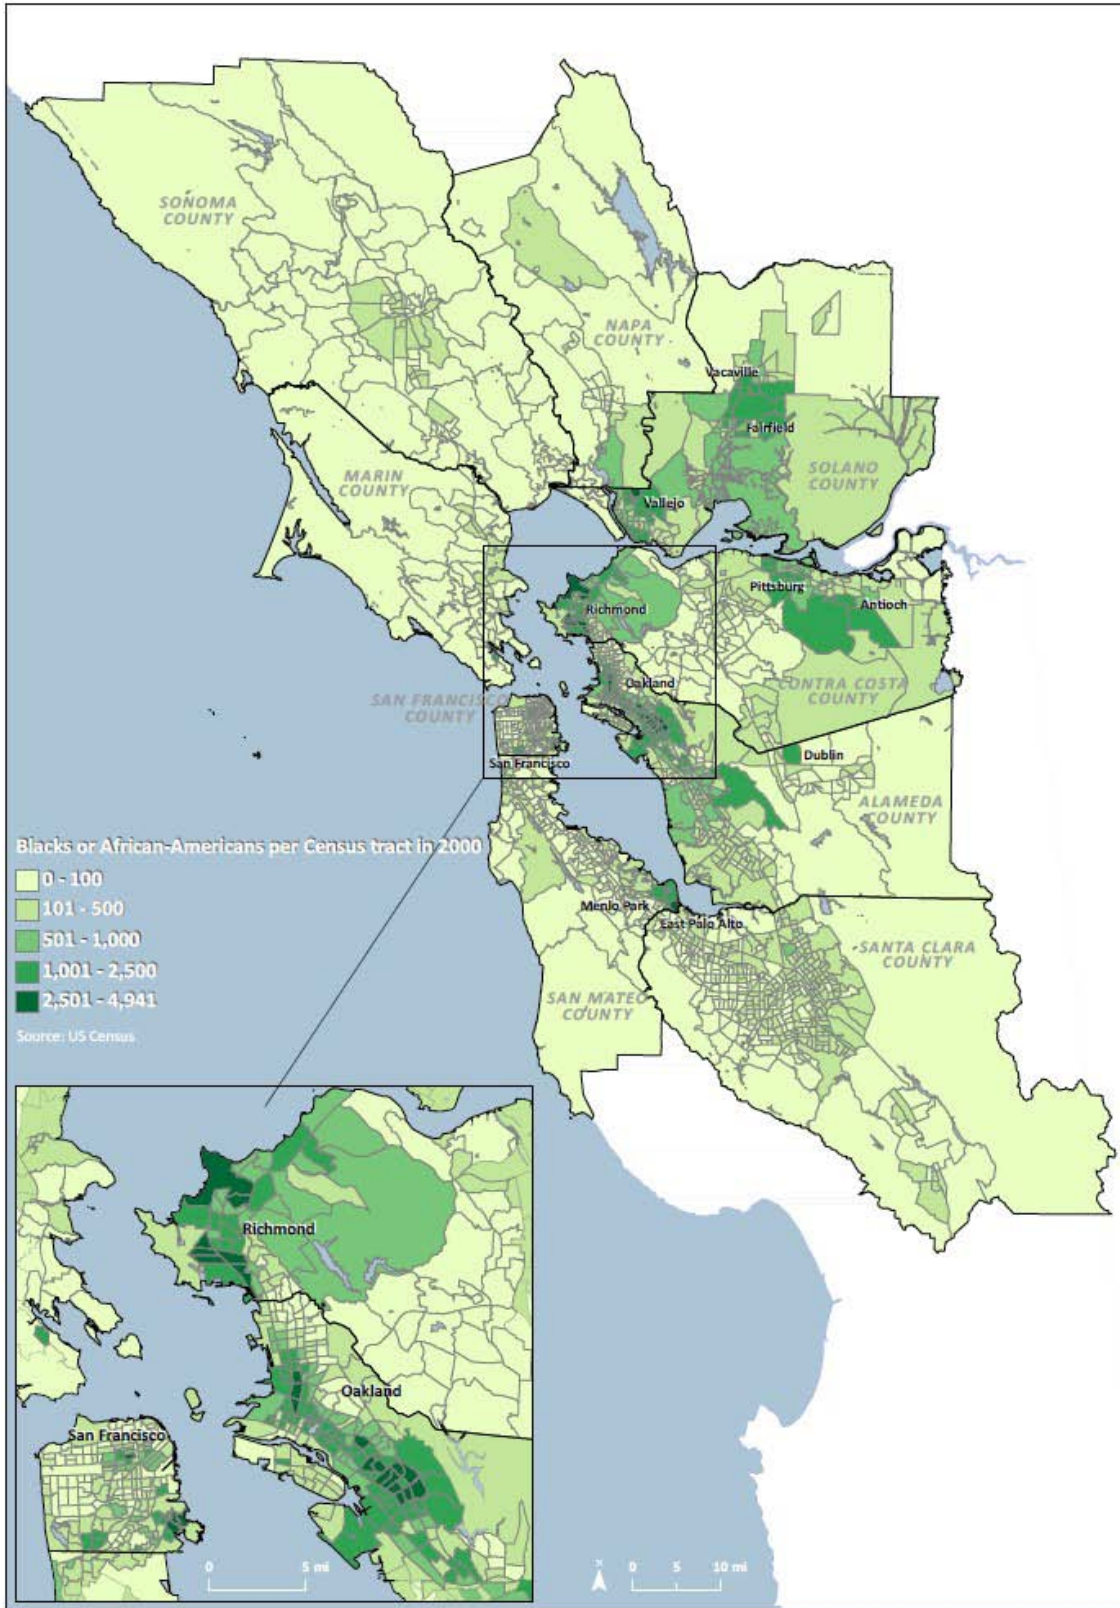 SONOMA
COUNTY
NAPA
COUNTY
Vacaville
Fairfield
MARIN
COUNTY
SOLANO
COUNTY
Vallejo
Pittsburg
Antioch
Richmond
Oakland
CONTRA COSTA
COUNTY
SAN FRANCISCO
COUNTY
San Francisco
Dublin
ALAMEDA
COUNTY
Blacks or African-Americans per Census tract in 2000
0 - 100
101 - 500
501 - 1,000
1,001 - 2,500
2,501 - 4,941
Source: US Census
Menlo Park
East Palo Alto
SANTA CLARA
COUNTY
SAN MATEO
COUNTY
Richmond
Oakland
San Francisco
0 5 mi
0 5 10 mi